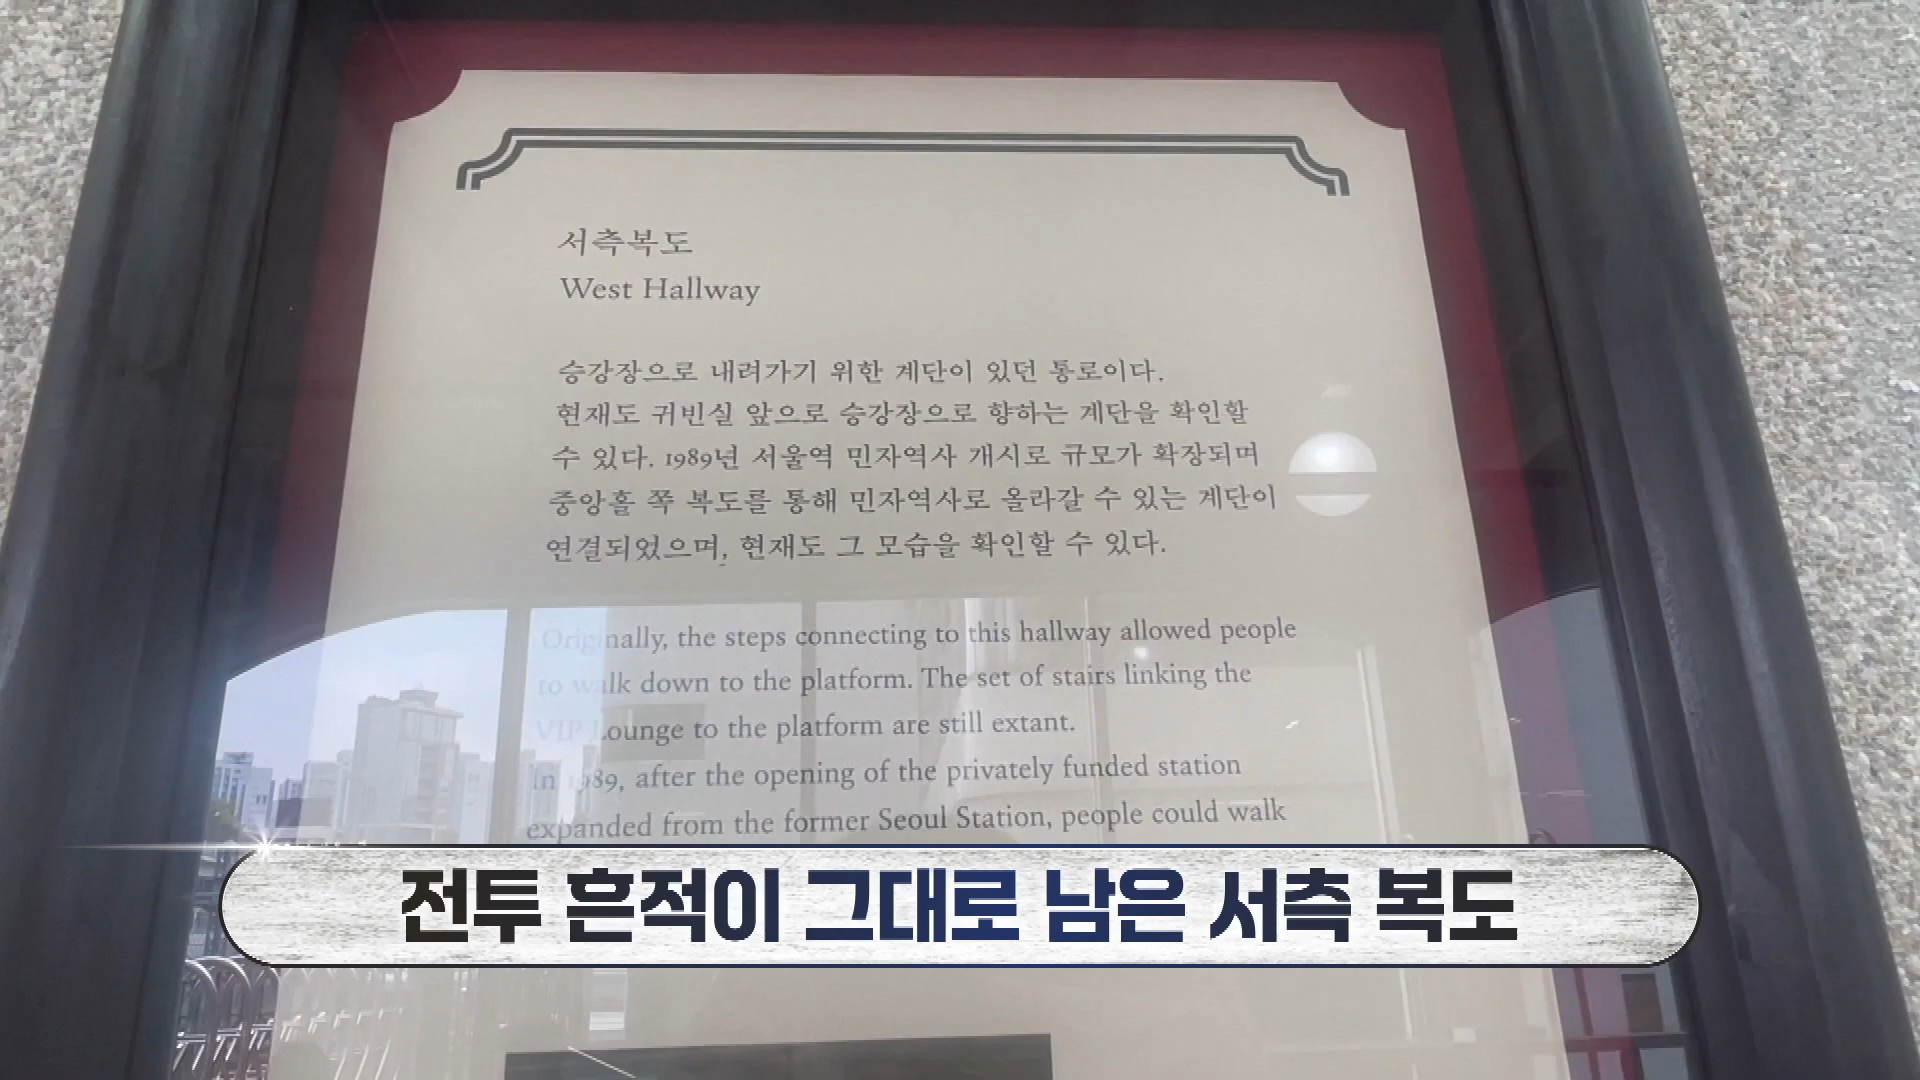 서측복도
West Hallway
승강장으로 내려가기 위한 계단이 있던 통로이다.
현재도 귀빈실 앞으로 승강장으로 향하는 계단을 확인할
수 있다. 1989년 서울역 민자역사 개시로 규모가 확장되며
중앙홀 쪽 복도를 통해 민자역사로 올라갈 수 있는 계단이
연결되었으며, 현재도 그 모습을 확인할 수 있다.
Originally, the steps connecting to this hallway allowed people
to walk down to the platform. The set of stairs linking the
VIP Lounge to the platform are still extant.
In 1989, after the opening of the privately funded station
expanded from the former Seoul Station, people could walk
전투 흔적이 그대로 남은 서측 복도